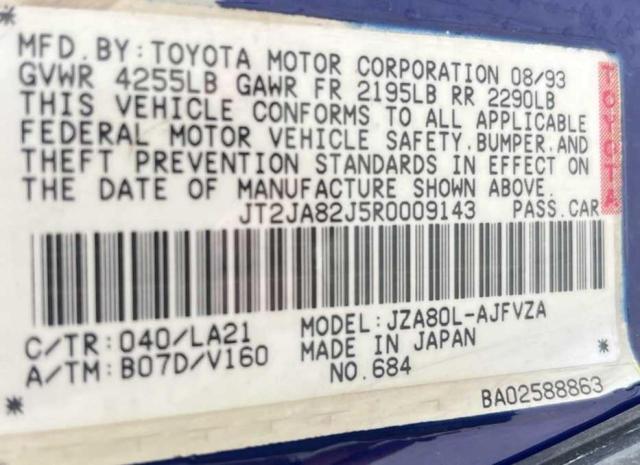 MFD.BY:TOYOTA MOTOR CORPORATION 08/93
GVWR 4255LB GAWR FR 2195LB RR 2290LB
THIS VEHICLE CONFORMS TO ALL APPLICABLE
FEDERAL MOTOR VEHICLE SAFETY.BUMPER.AND
THEFT PREVENTION STANDARDS IN EFFECT ON
THE DATE OF MANUFACTURE SHOWN ABOVE.
JT2JA82J5R0009143 PASS.CAR
TOYOTA
C/TR:040/LA21 MODEL:JZA80L-AJFVZA
A/TM:B07D/V160 MADE IN JAPAN
NO.684
* BA02588863 *